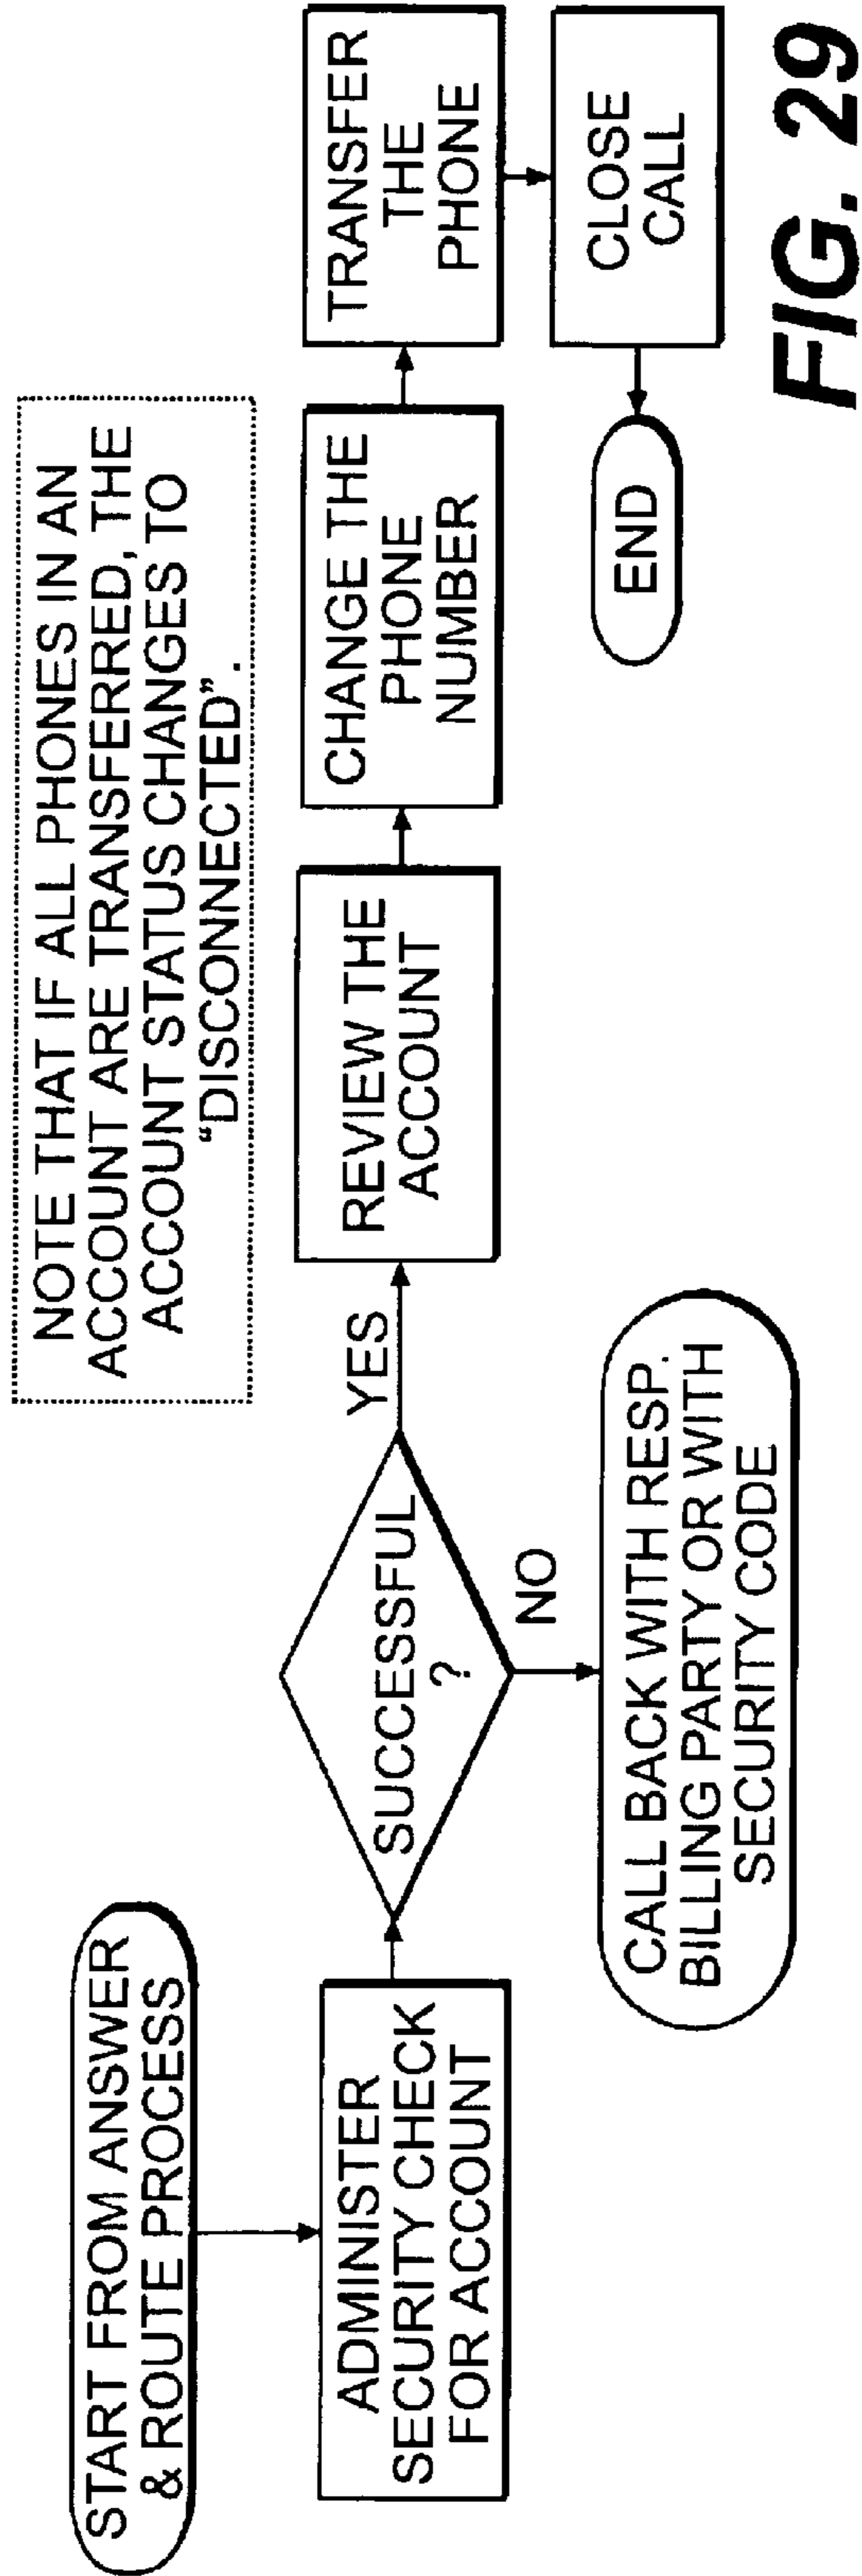 START FROM ANSWER
& ROUTE PROCESS
ADMINISTER
SECURITY CHECK
FOR ACCOUNT
SUCCESSFUL
?
YES
NO
CALL BACK WITH RESP.
BILLING PARTY OR WITH
SECURITY CODE
NOTE THAT IF ALL PHONES IN AN
ACCOUNT ARE TRANSFERRED, THE
ACCOUNT STATUS CHANGES TO
“DISCONNECTED”.
REVIEW THE
ACCOUNT
CHANGE THE
PHONE
NUMBER
TRANSFER
THE
PHONE
CLOSE
CALL
END
FIG. 29